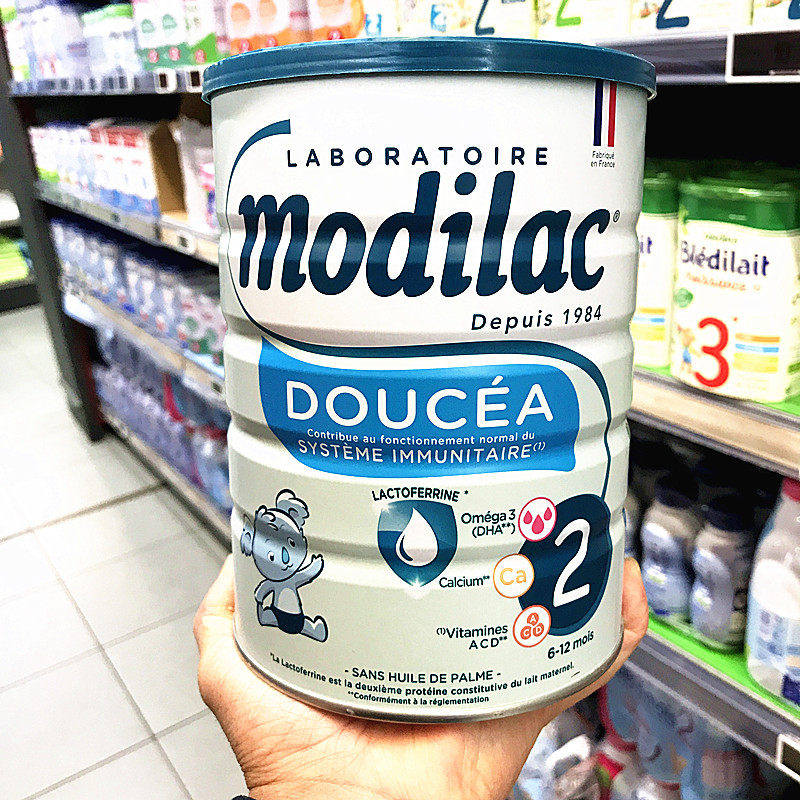 LABORATOIRE
Modilac®
Depuis 1984
Fabriqué
en France
DOUCÉA
Contribue au fonctionnement normal du
SYSTÈME IMMUNITAIRE(1)
LACTOFERRINE *
Oméga 3
(DHA**)
Calcium**
Ca
(1)Vitamines
A C D**
A
C D
2
6-12 mois
- SANS HUILE DE PALME -
*La Lactoferrine est la deuxième protéine constitutive du lait maternel.
**Conformément à la réglementation
Blédilait
3
2